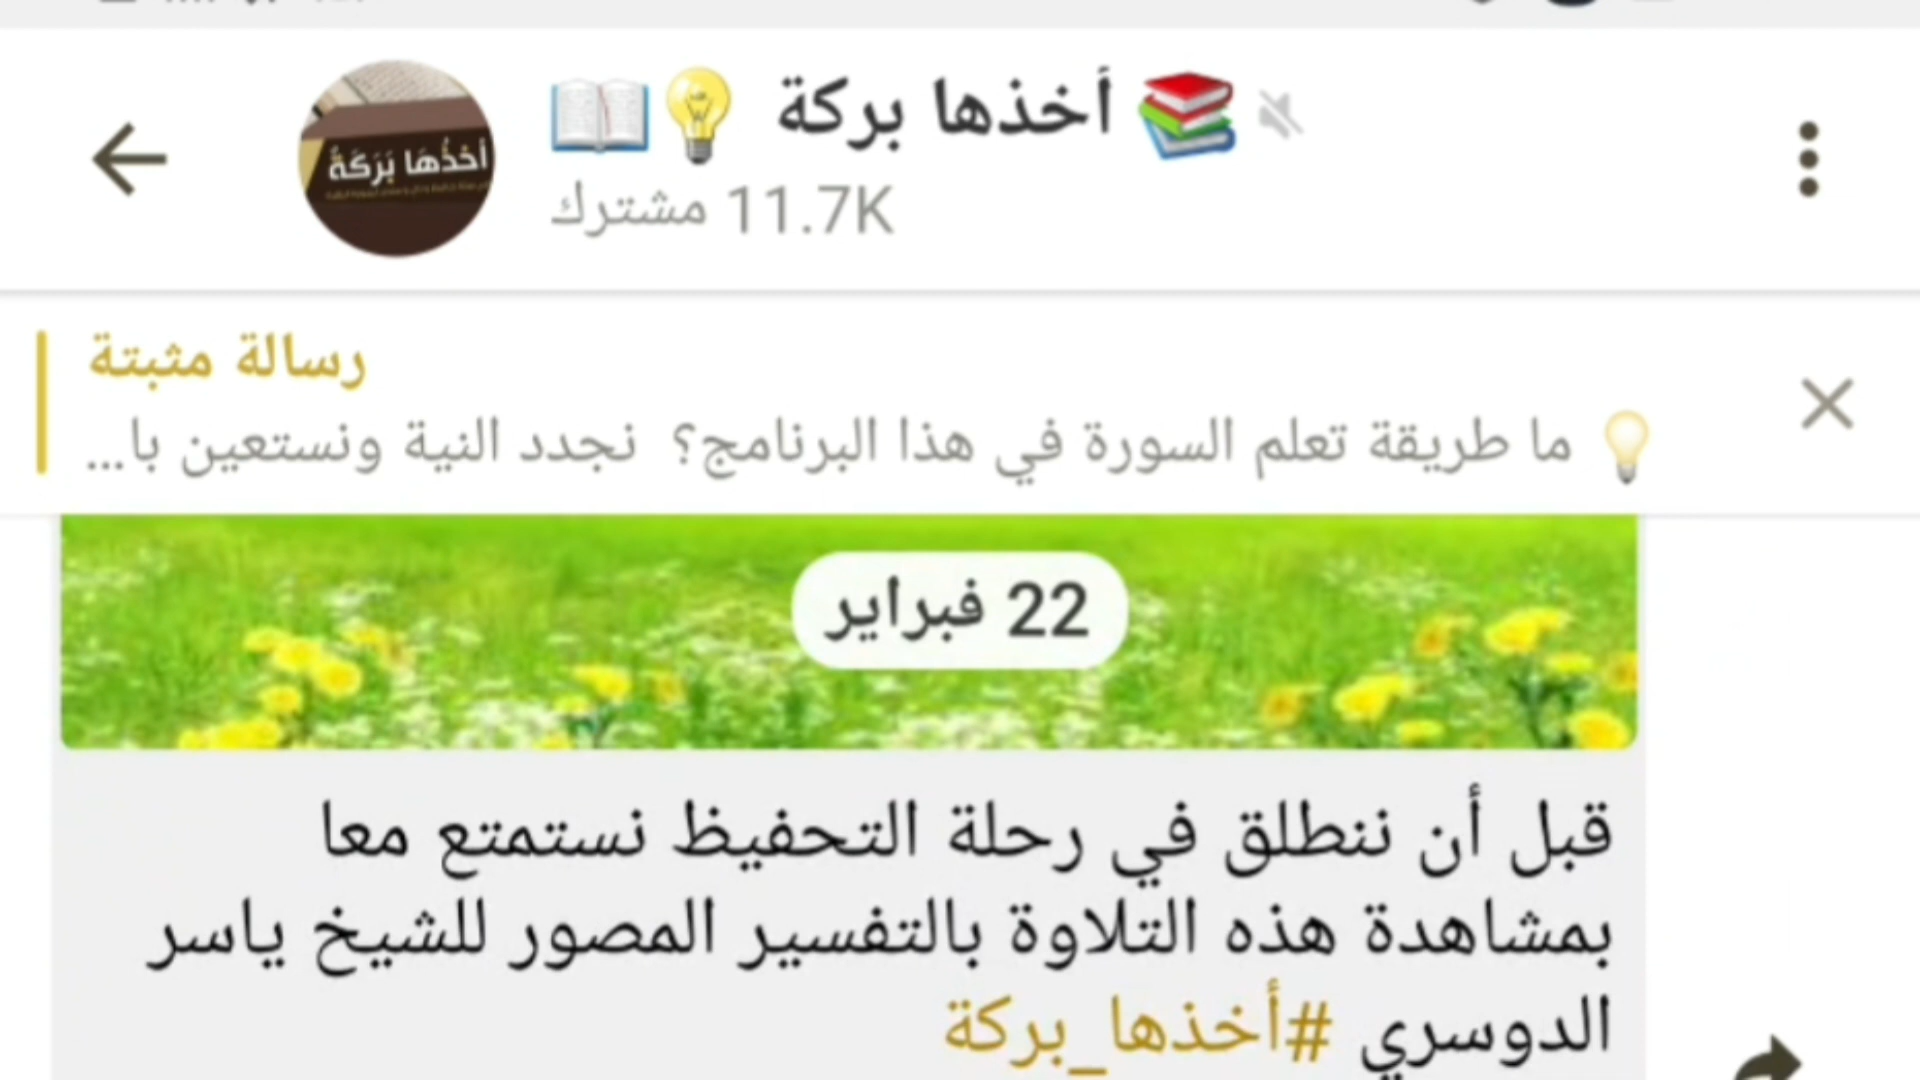 📚 أخذها بركة 💡📖
أخذُهَا بَرَكَةٌ
11.7K مشترك
رسالة مثبتة
💡 ما طريقة تعلم السورة في هذا البرنامج؟ نجدد النية ونستعين با...
22 فبراير
قبل أن ننطلق في رحلة التحفيظ نستمتع معا
بمشاهدة هذه التلاوة بالتفسير المصور للشيخ ياسر
الدوسري #أخذها_بركة